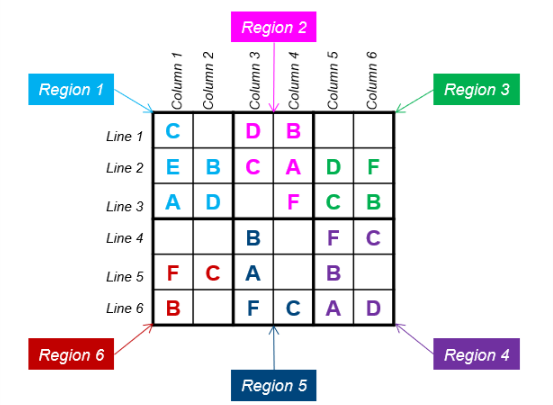 Region 2
Region 1
Region 3
Column 1
Column 2
Column 3
Column 4
Column 5
Column 6
Line 1
C D B
Line 2
E B C A D F
Line 3
A D F C B
Line 4
B F C
Line 5
F C A B
Line 6
B F C A D
Region 6
Region 5
Region 4